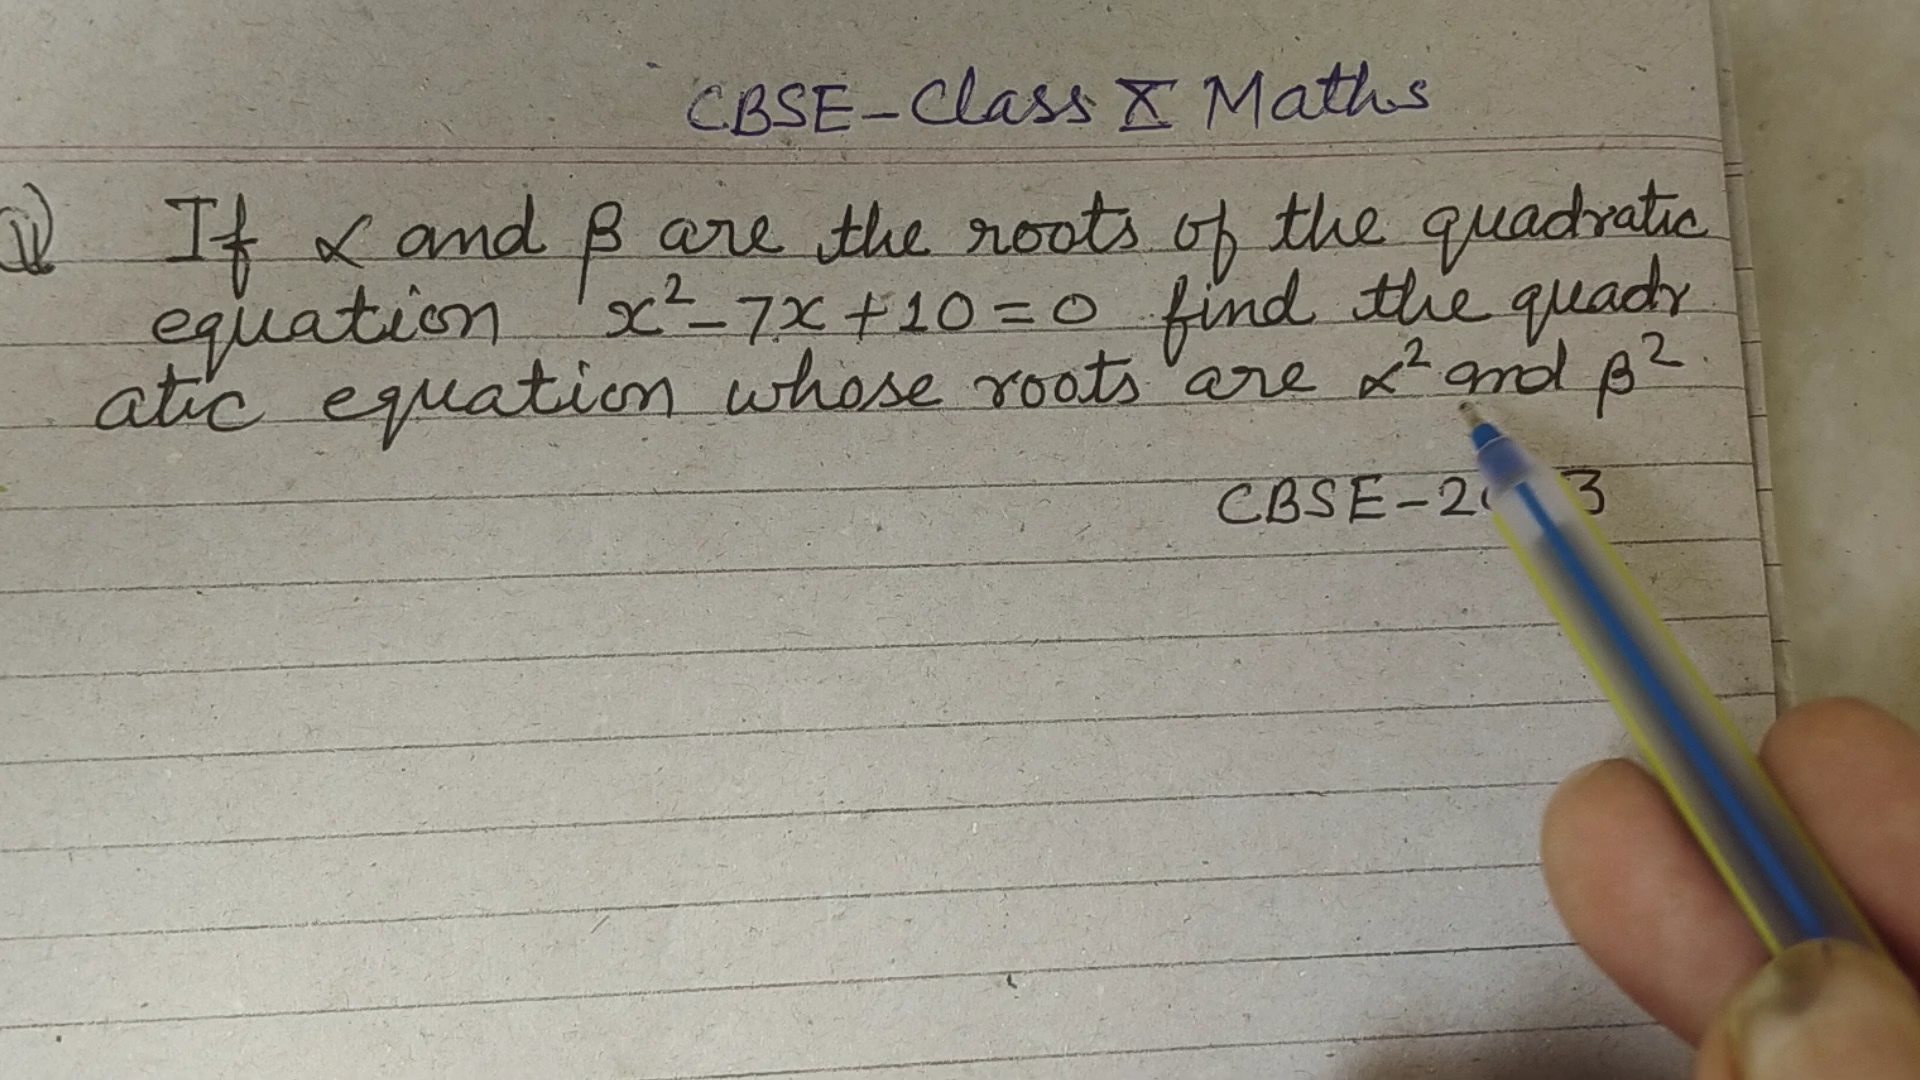 CBSE-Class X Maths
If α and β are the roots of the quadratic
equation x²-7x+10=0 find the quadr
atic equation whose roots are α² and β².
CBSE-